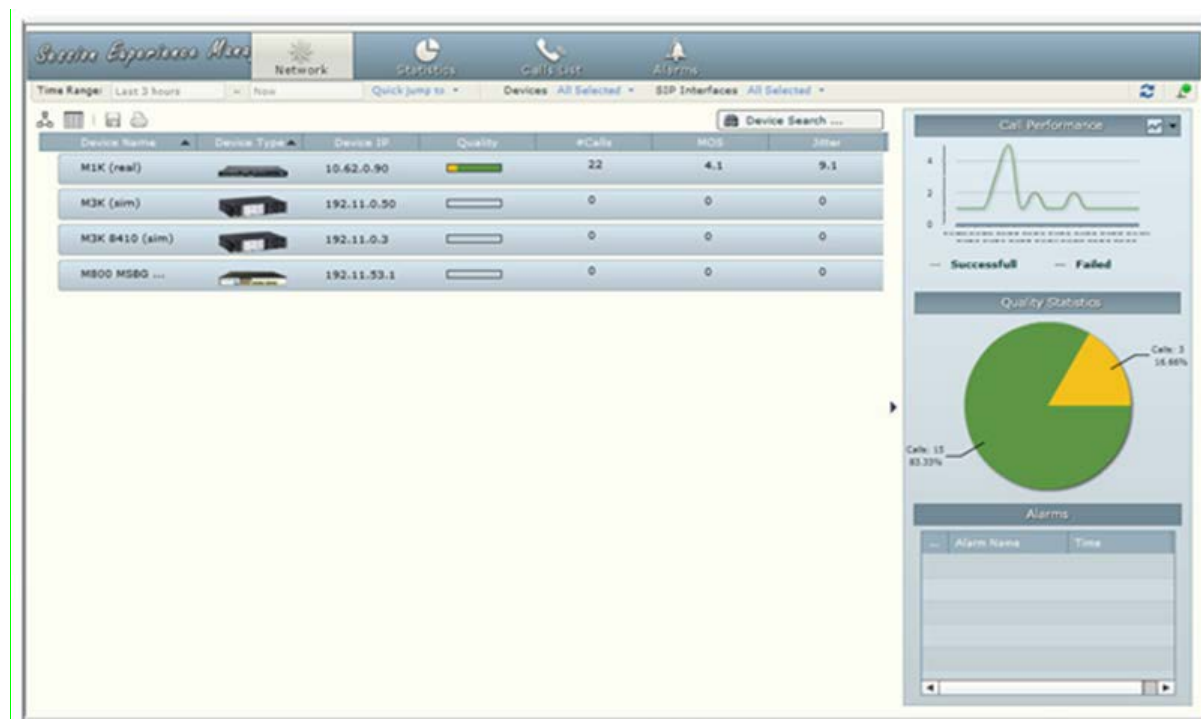 Session Experience Mana
Network
Statistics
Calls List
Alarms
Time Range: Last 3 hours - Now Quick jump to Devices All Selected SIP Interfaces All Selected
Device Search ...
Device Name Device Type Device IP Quality #Calls MOS Jitter
M1K (real) 10.62.0.90 22 4.1 9.1
M3K (sim) 192.11.0.50 0 0 0
M3K 8410 (sim) 192.11.0.3 0 0 0
M800 MSBG ... 192.11.53.1 0 0 0
Call Performance
4
2
0
Successfull Failed
Quality Statistics
Calls: 3
16.66%
Calls: 15
83.33%
Alarms
... Alarm Name Time